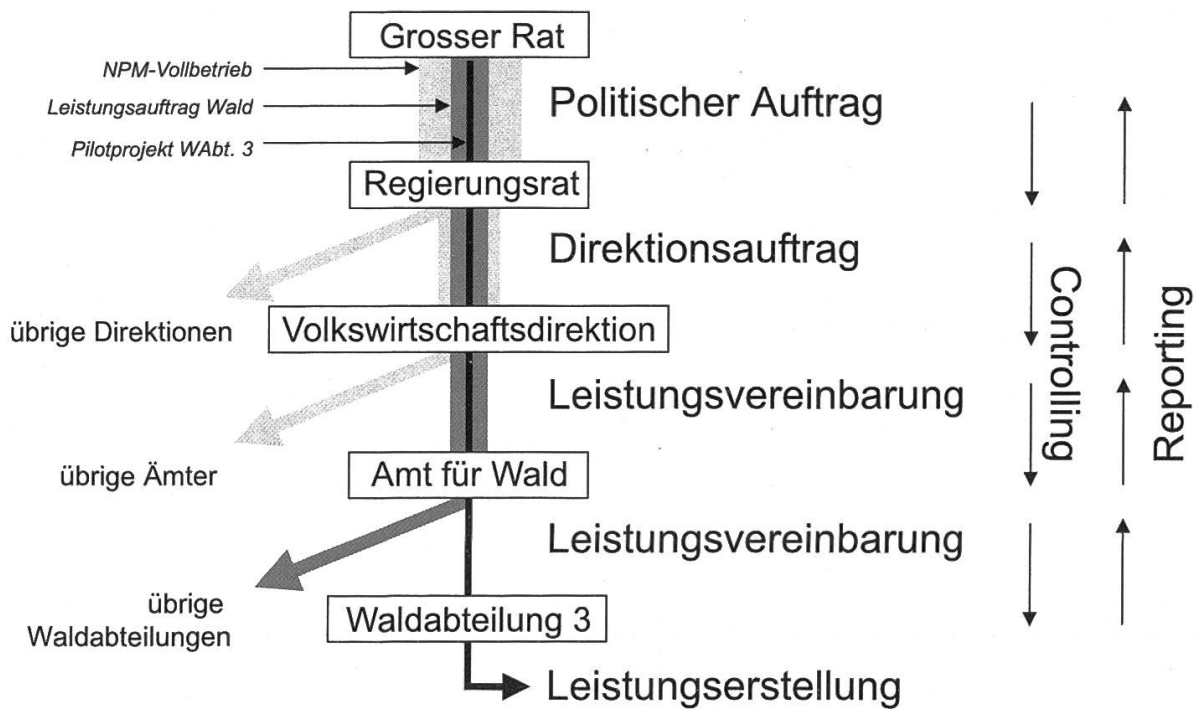 Grosser Rat
NPM-Vollbetrieb
Leistungsauftrag Wald
Pilotprojekt WAbt. 3
Politischer Auftrag
Regierungsrat
Direktionsauftrag
übrige Direktionen
Volkswirtschaftsdirektion
Leistungsvereinbarung
übrige Ämter
Amt für Wald
Leistungsvereinbarung
übrige
Waldabteilungen
Waldabteilung 3
Leistungserstellung
Controlling
Reporting